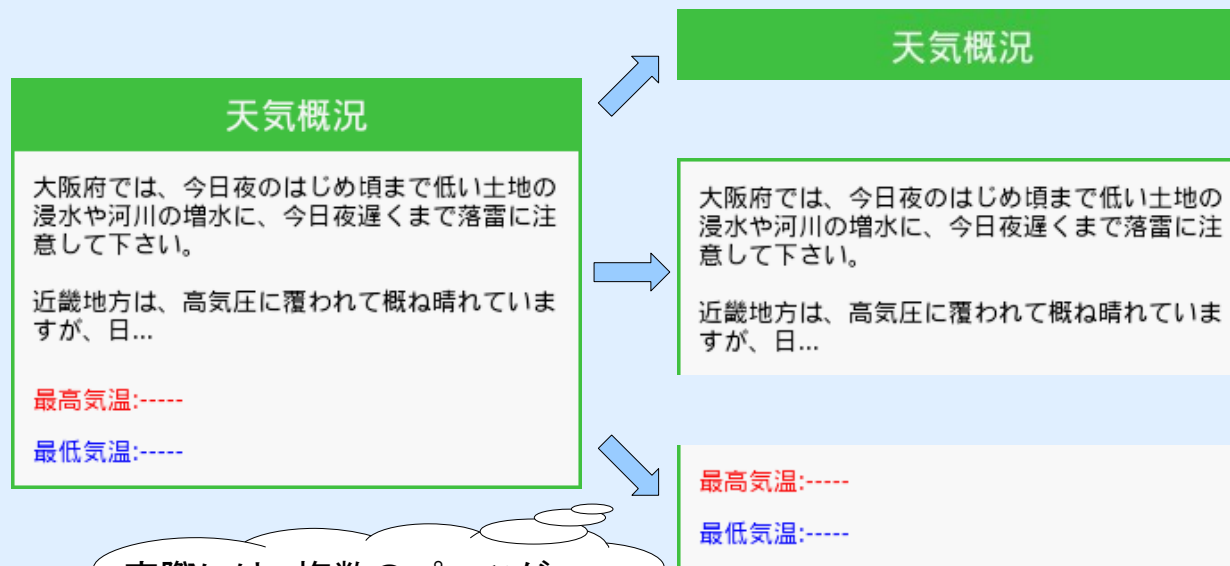 天気概況
大阪府では、今日夜のはじめ頃まで低い土地の
浸水や河川の増水に、今日夜遅くまで落雷に注
意して下さい。
近畿地方は、高気圧に覆われて概ね晴れていま
すが、日...
最高気温:-----
最低気温:-----
天気概況
大阪府では、今日夜のはじめ頃まで低い土地の
浸水や河川の増水に、今日夜遅くまで落雷に注
意して下さい。
近畿地方は、高気圧に覆われて概ね晴れていま
すが、日...
最高気温:-----
最低気温:-----
実際には、複数の